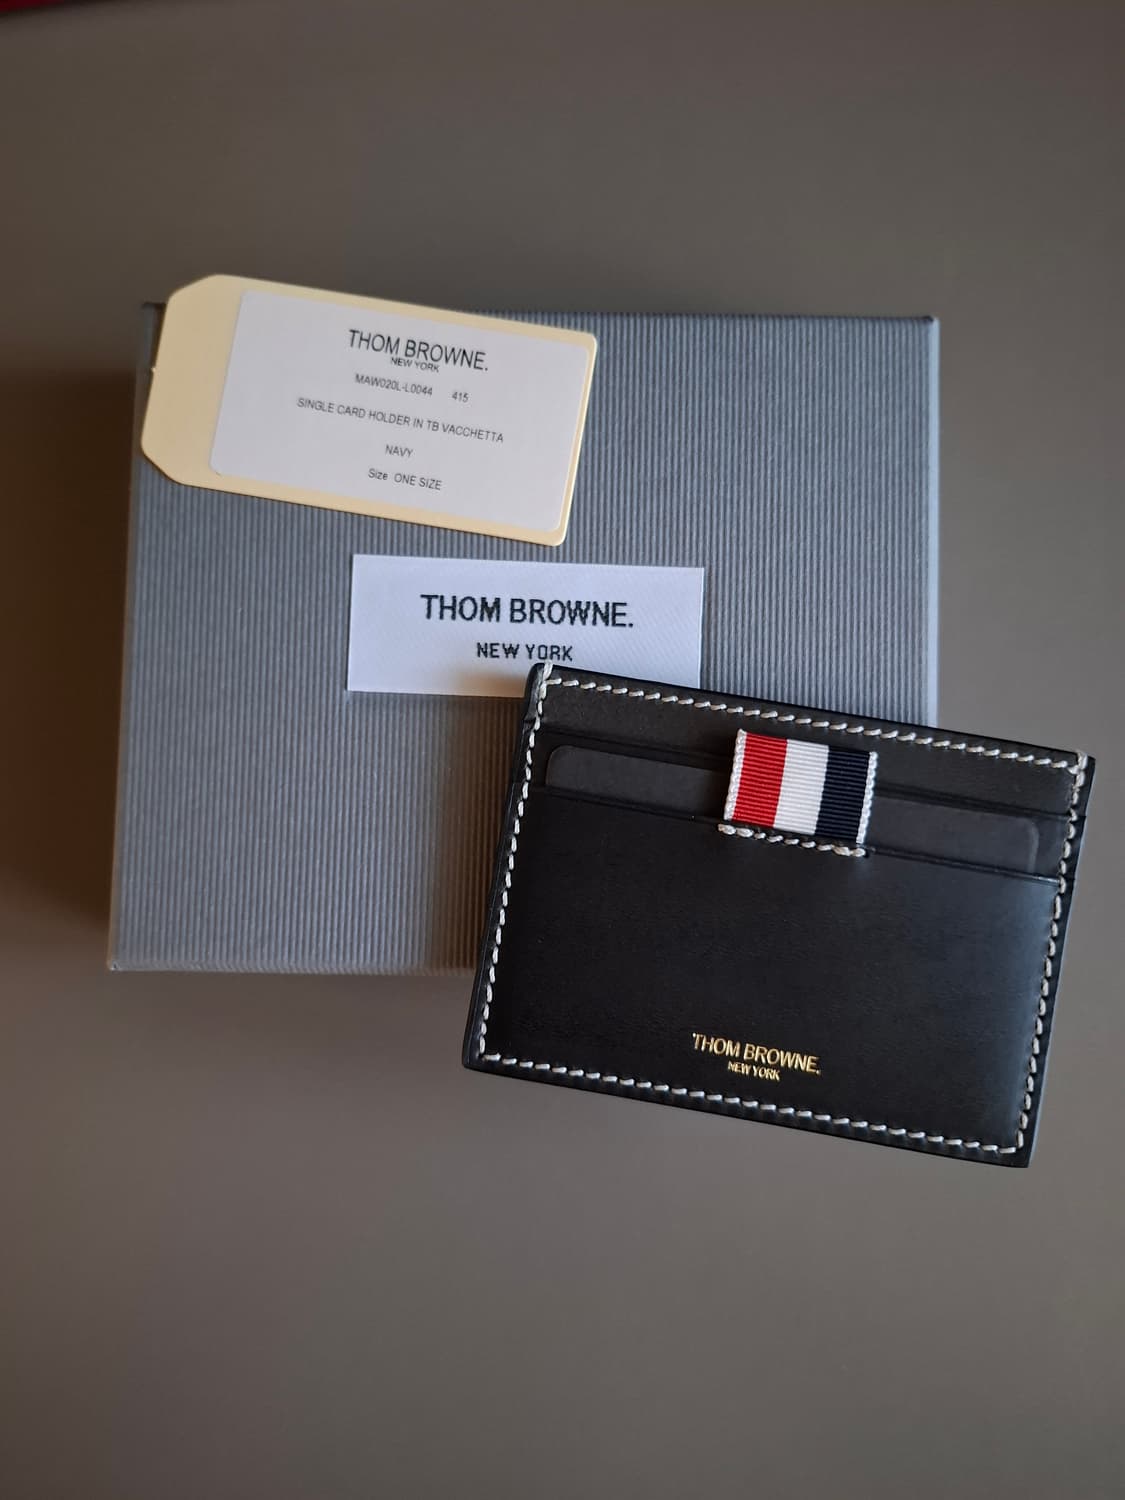 THOM BROWNE.
NEW YORK
MAW020L-L0044 415
SINGLE CARD HOLDER IN TB VACCHETTA
NAVY
Size ONE SIZE
THOM BROWNE.
NEW YORK
THOM BROWNE.
NEW YORK